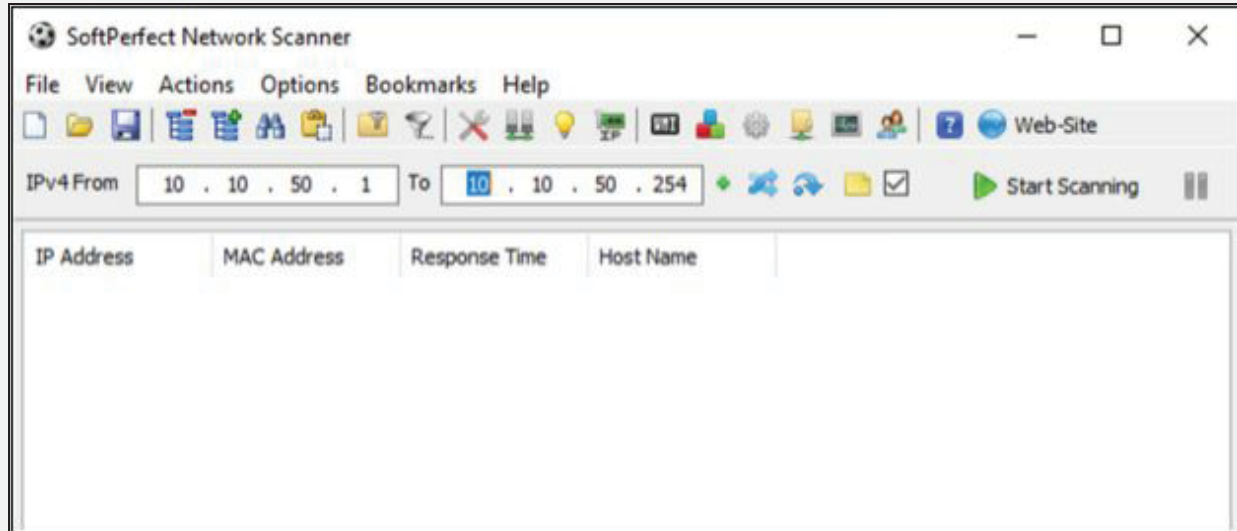 SoftPerfect Network Scanner
File View Actions Options Bookmarks Help
Web-Site
IPv4 From 10 . 10 . 50 . 1 To 10 . 10 . 50 . 254 Start Scanning
IP Address MAC Address Response Time Host Name